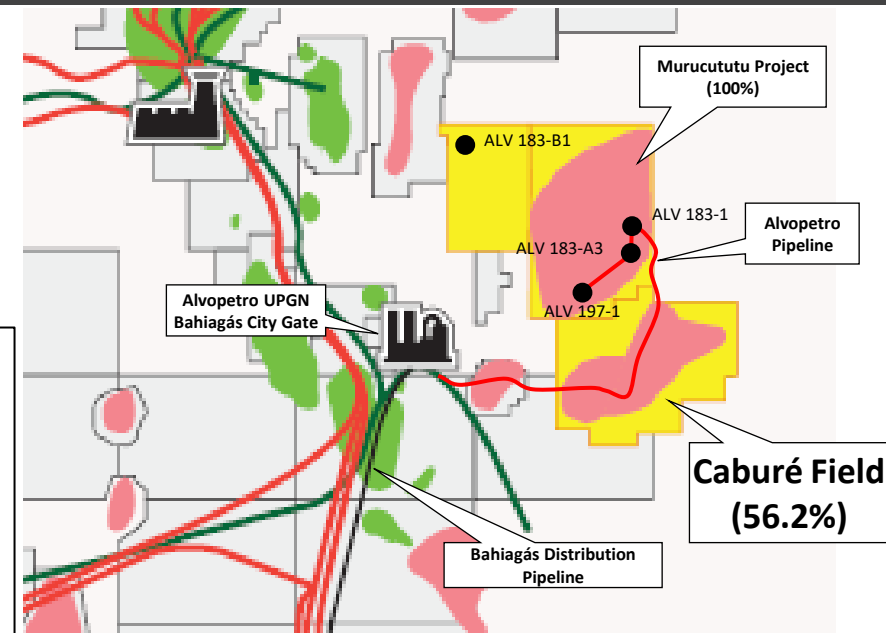 Murucututu Project
(100%)
ALV 183-B1
ALV 183-1
Alvopetro
Pipeline
ALV 183-A3
Alvopetro UPGN
Bahiagás City Gate
ALV 197-1
Caburé Field
(56.2%)
Bahiagás Distribution
Pipeline